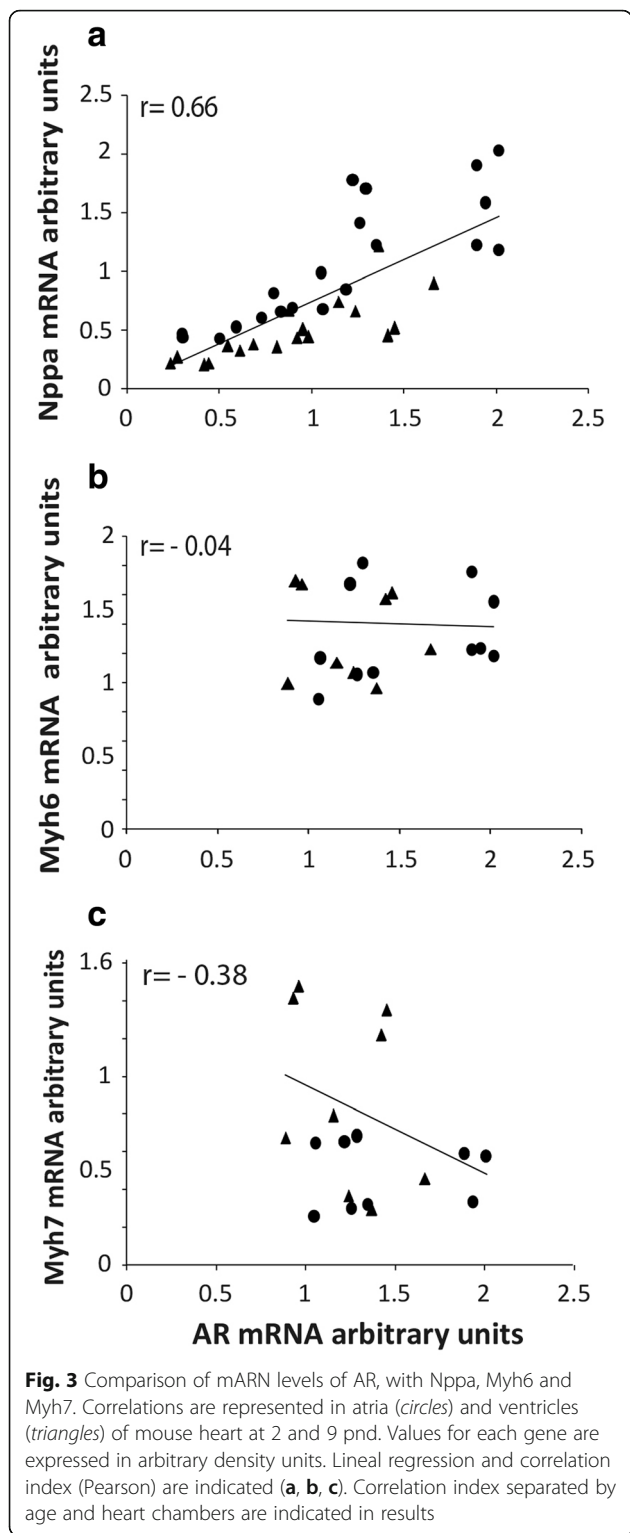 a
Nppa mRNA arbitrary units
r= 0.66
2.5
2
1.5
1
0.5
0
0 0.5 1 1.5 2 2.5
b
Myh6 mRNA arbitrary units
r= - 0.04
2
1.5
1
0.5
0
0 0.5 1 1.5 2 2.5
c
Myh7 mRNA arbitrary units
r= - 0.38
1.6
1
0.5
0
0 0.5 1 1.5 2 2.5
AR mRNA arbitrary units
Fig. 3 Comparison of mARN levels of AR, with Nppa, Myh6 and
Myh7. Correlations are represented in atria (circles) and ventricles
(triangles) of mouse heart at 2 and 9 pnd. Values for each gene are
expressed in arbitrary density units. Lineal regression and correlation
index (Pearson) are indicated (a, b, c). Correlation index separated by
age and heart chambers are indicated in results